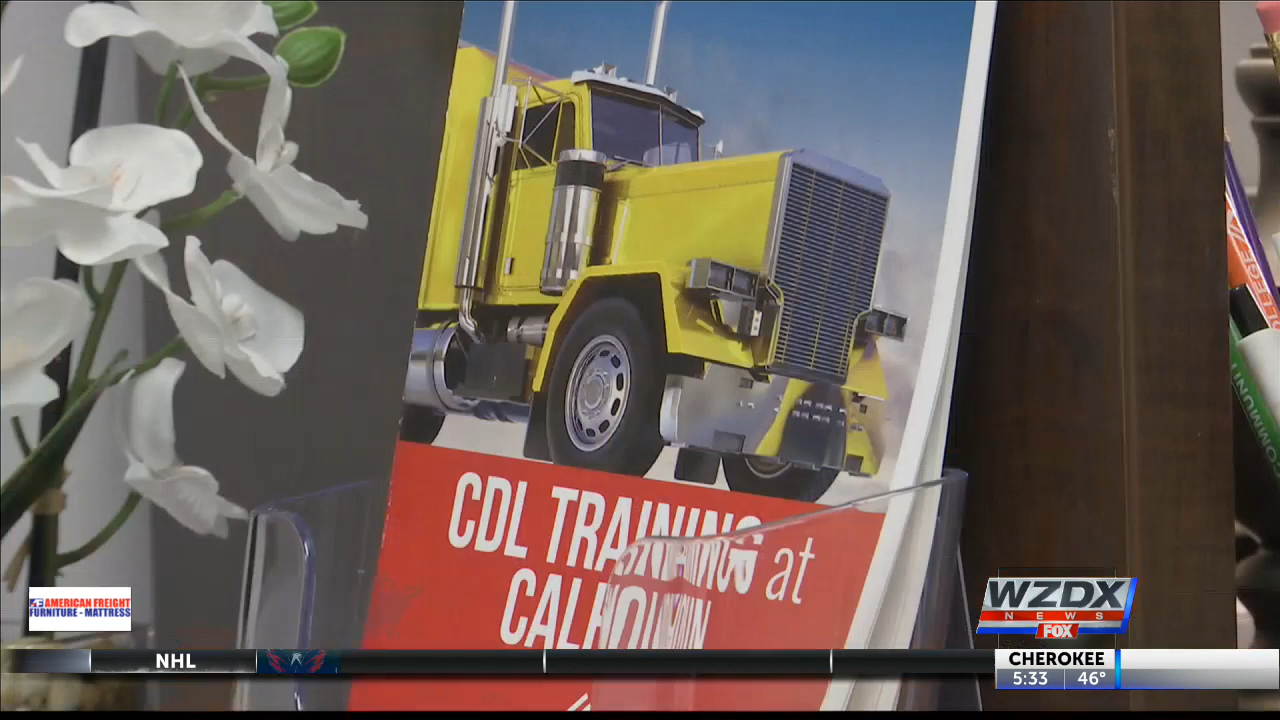 CDL TRAINING at
CALHOUN
AMERICAN FREIGHT
FURNITURE - MATTRESS
WZDX
NEWS
FOX
NHL
CHEROKEE
5:33 46°